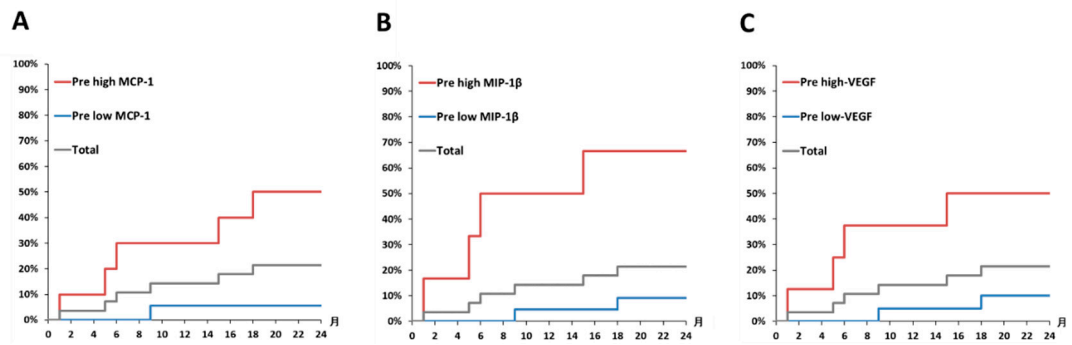 A
100%
90%
80%
70%
60%
50%
40%
30%
20%
10%
0%
Pre high MCP-1
Pre low MCP-1
Total
0 2 4 6 8 10 12 14 16 18 20 22 24 月
B
100%
90%
80%
70%
60%
50%
40%
30%
20%
10%
0%
Pre high MIP-1β
Pre low MIP-1β
Total
0 2 4 6 8 10 12 14 16 18 20 22 24 月
C
100%
90%
80%
70%
60%
50%
40%
30%
20%
10%
0%
Pre high-VEGF
Pre low-VEGF
Total
0 2 4 6 8 10 12 14 16 18 20 22 24 月